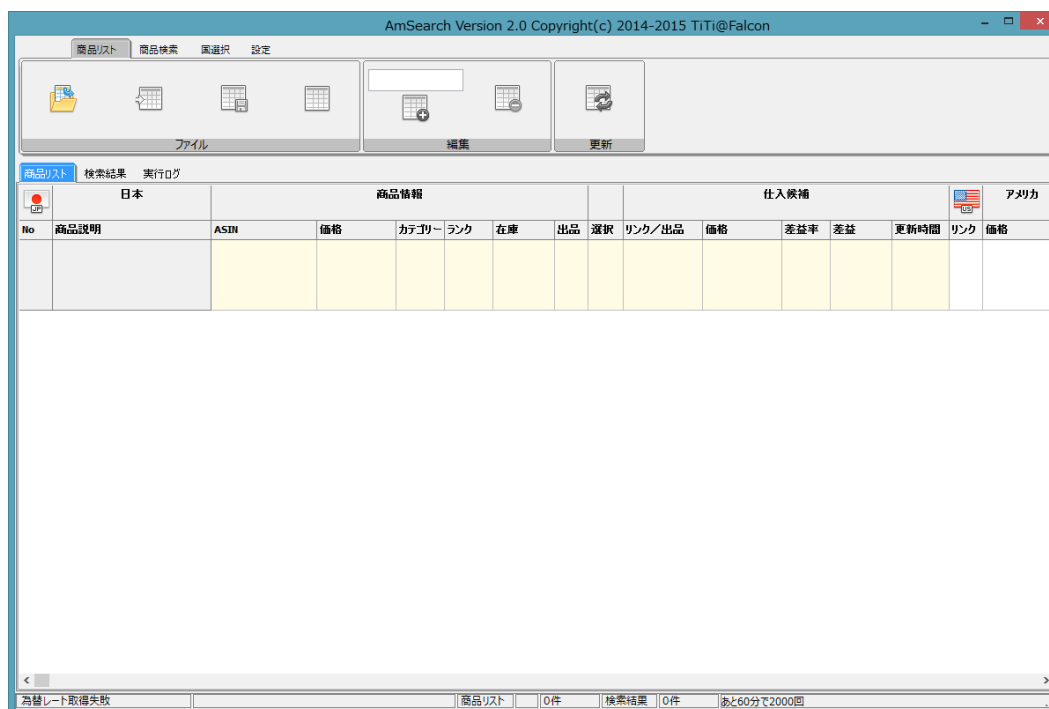 AmSearch Version 2.0 Copyright(c) 2014-2015 TiTi@Falcon
商品リスト 商品検索 国選択 設定
ファイル 編集 更新
商品リスト 検索結果 実行ログ
JP 日本 商品情報 仕入候補 US アメリカ
No 商品説明 ASIN 価格 カテゴリー ランク 在庫 出品 選択 リンク/出品 価格 差益率 差益 更新時間 リンク 価格
為替レート取得失敗 商品リスト 0件 検索結果 0件 あと60分で2000回